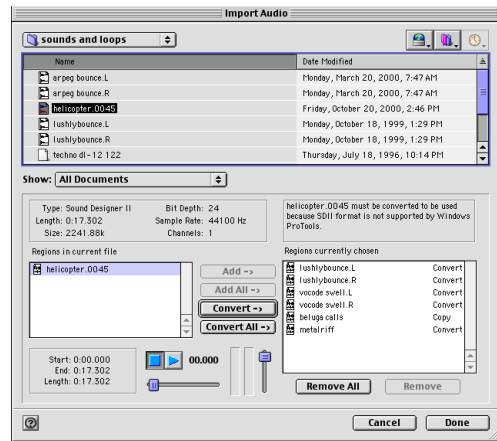 Import Audio
sounds and loops
Name Date Modified
arpeg bounce.L Monday, March 20, 2000, 7:47 AM
arpeg bounce.R Monday, March 20, 2000, 7:47 AM
helicopter.0045 Friday, October 20, 2000, 2:46 PM
lushlybounce.L Monday, October 18, 1999, 1:29 PM
lushlybounce.R Monday, October 18, 1999, 1:29 PM
techno dl-12 122 Thursday, July 18, 1996, 10:14 PM
Show: All Documents
Type: Sound Designer II Bit Depth: 24
Length: 0:17.302 Sample Rate: 44100 Hz
Size: 2241.88k Channels: 1
helicopter.0045 must be converted to be used
because SDII format is not supported by Windows
ProTools.
Regions in current file
helicopter.0045
Add ->
Add All ->
Convert ->
Convert All ->
Regions currently chosen
lushlybounce.L Convert
lushlybounce.R Convert
vocode swell.L Convert
vocode swell.R Convert
beluga calls Copy
metalriff Convert
Start: 0:00.000
End: 0:17.302
Length: 0:17.302
00.000
Remove All Remove
?
Cancel Done